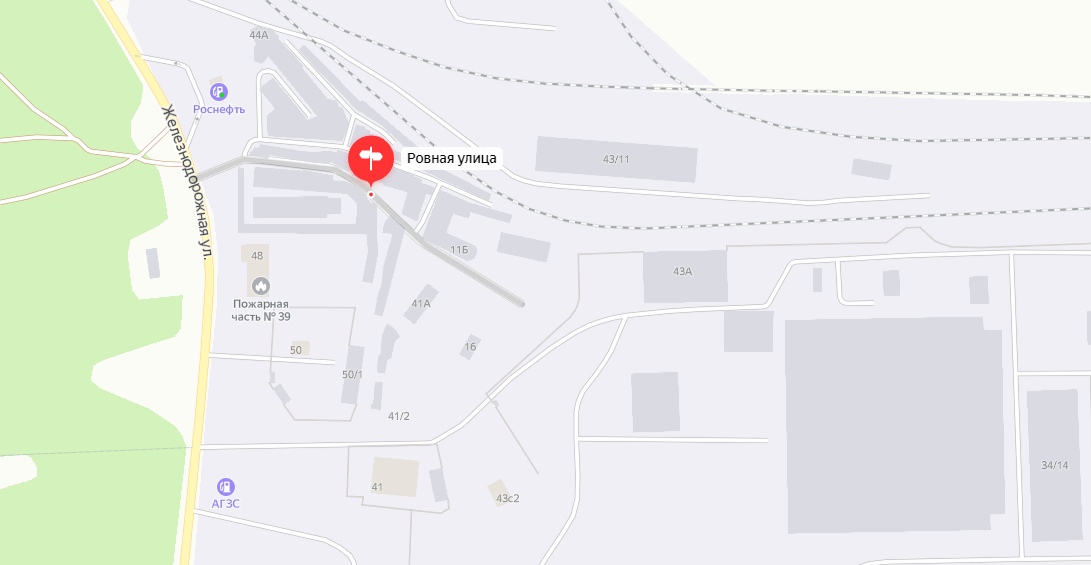 44А
Роснефть
Железнодорожная ул.
Ровная улица
43/11
11Б
48
Пожарная
часть № 39
43А
41А
16
50
50/1
41/2
41
43с2
34/14
АГЗС